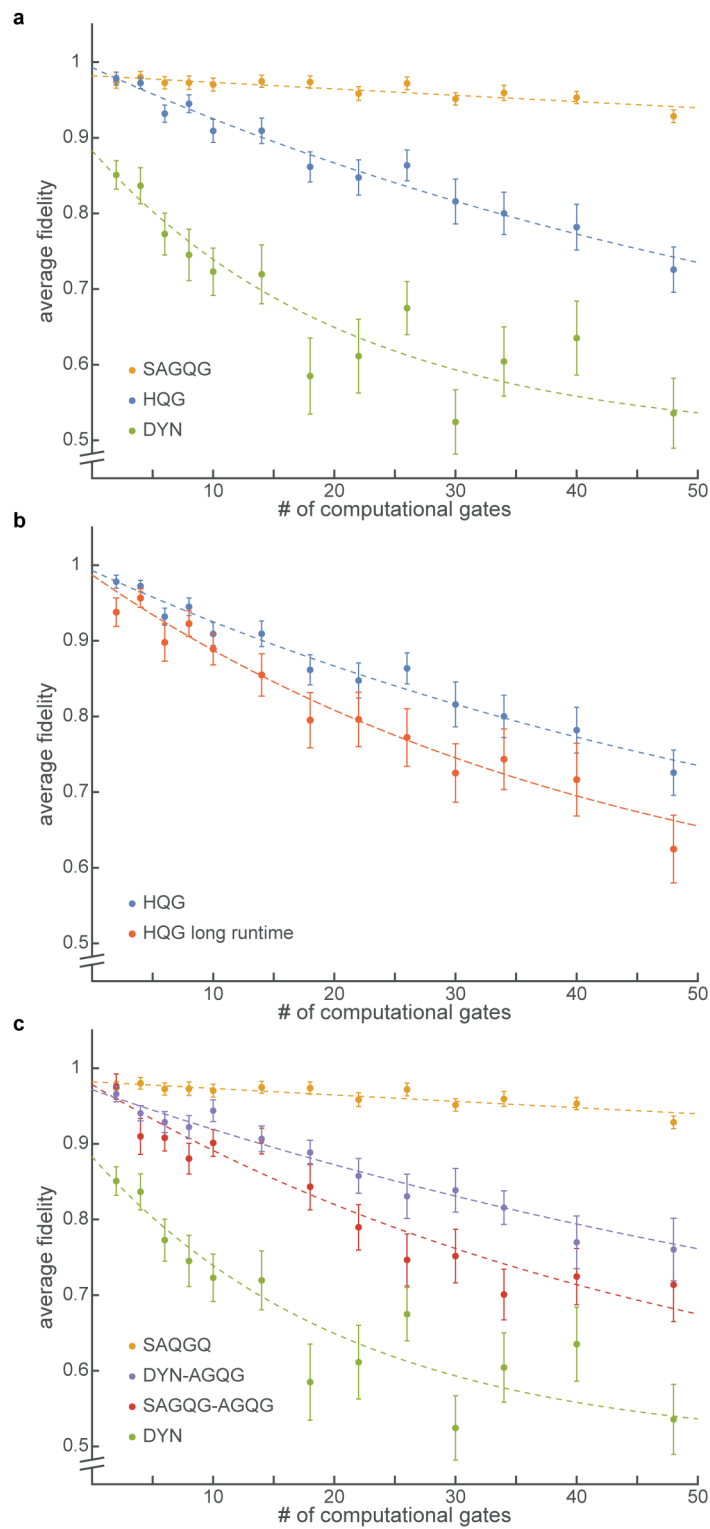 a
1
0.9
0.8
0.7
0.6
0.5
average fidelity
SAGQG
HQG
DYN
10
20
30
40
50
# of computational gates
b
1
0.9
0.8
0.7
0.6
0.5
average fidelity
HQG
HQG long runtime
10
20
30
40
50
# of computational gates
c
1
0.9
0.8
0.7
0.6
0.5
average fidelity
SAQGQ
DYN-AGQG
SAGQG-AGQG
DYN
10
20
30
40
50
# of computational gates